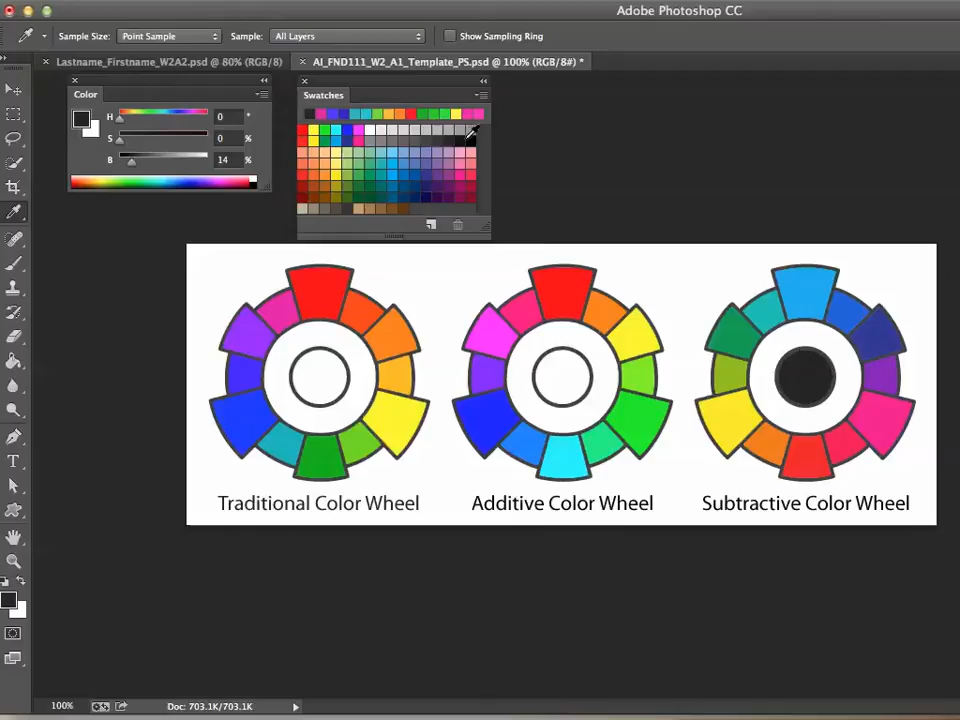 Adobe Photoshop CC
Sample Size: Point Sample Sample: All Layers Show Sampling Ring
Lastname_Firstname_W2A2.psd @ 80% (RGB/8) AI_FND111_W2_A1_Template_PS.psd @ 100% (RGB/8#) *
Color
Swatches
H 0 °
S 0 %
B 14 %
Traditional Color Wheel Additive Color Wheel Subtractive Color Wheel
100% Doc: 703.1K/703.1K